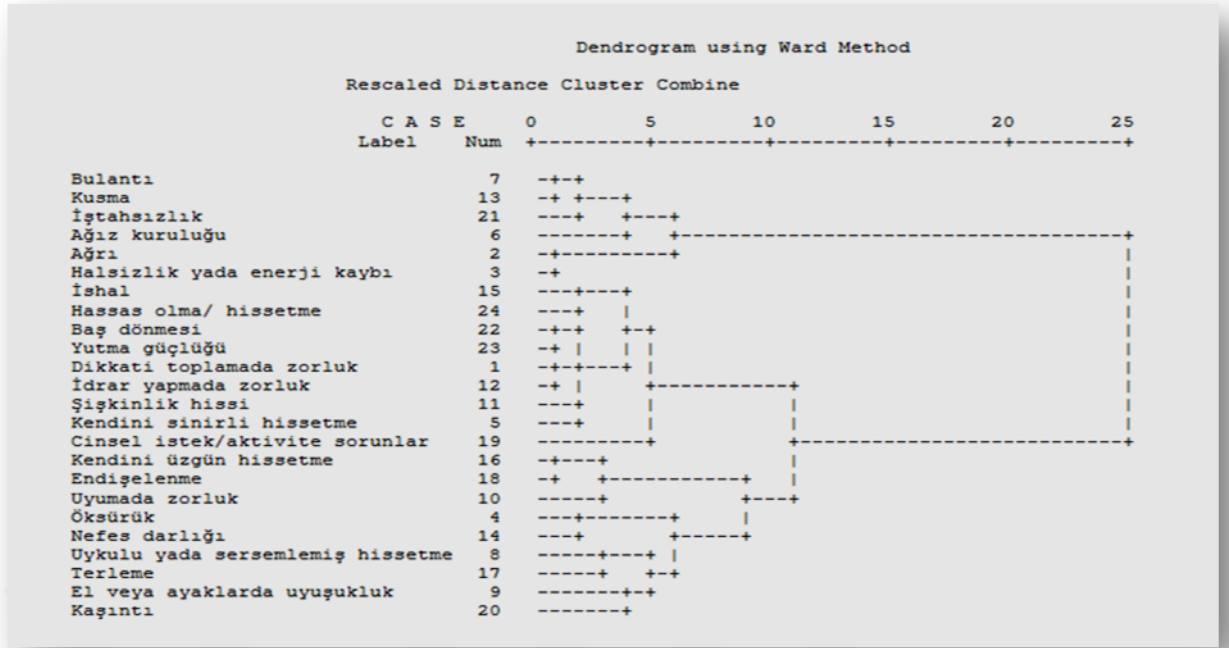 Dendrogram using Ward Method
Rescaled Distance Cluster Combine
C A S E 0 5 10 15 20 25
Label Num +---------+---------+---------+---------+---------+
Bulantı 7
Kusma 13
İştahsızlık 21
Ağız kuruluğu 6
Ağrı 2
Halsizlik yada enerji kaybı 3
İshal 15
Hassas olma/ hissetme 24
Baş dönmesi 22
Yutma güçlüğü 23
Dikkati toplamada zorluk 1
İdrar yapmada zorluk 12
Şişkinlik hissi 11
Kendini sinirli hissetme 5
Cinsel istek/aktivite sorunlar 19
Kendini üzgün hissetme 16
Endişelenme 18
Uyumada zorluk 10
Öksürük 4
Nefes darlığı 14
Uykulu yada sersemlemiş hissetme 8
Terleme 17
El veya ayaklarda uyuşukluk 9
Kaşıntı 20